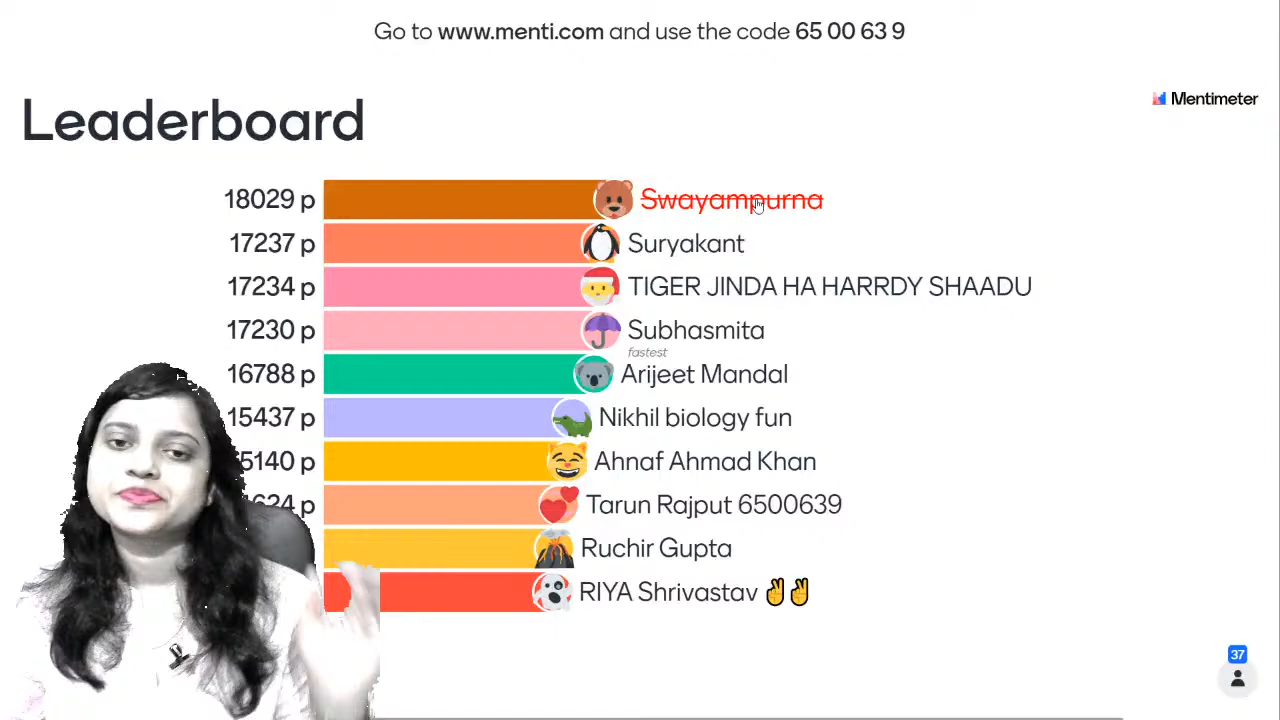 Go to www.menti.com and use the code 65 00 63 9
Mentimeter
Leaderboard
18029 p Swayampurna
17237 p Suryakant
17234 p TIGER JINDA HA HARRDY SHAADU
17230 p Subhasmita
fastest
16788 p Arijeet Mandal
15437 p Nikhil biology fun
5140 p Ahnaf Ahmad Khan
624 p Tarun Rajput 6500639
Ruchir Gupta
RIYA Shrivastav ✌️✌️
37